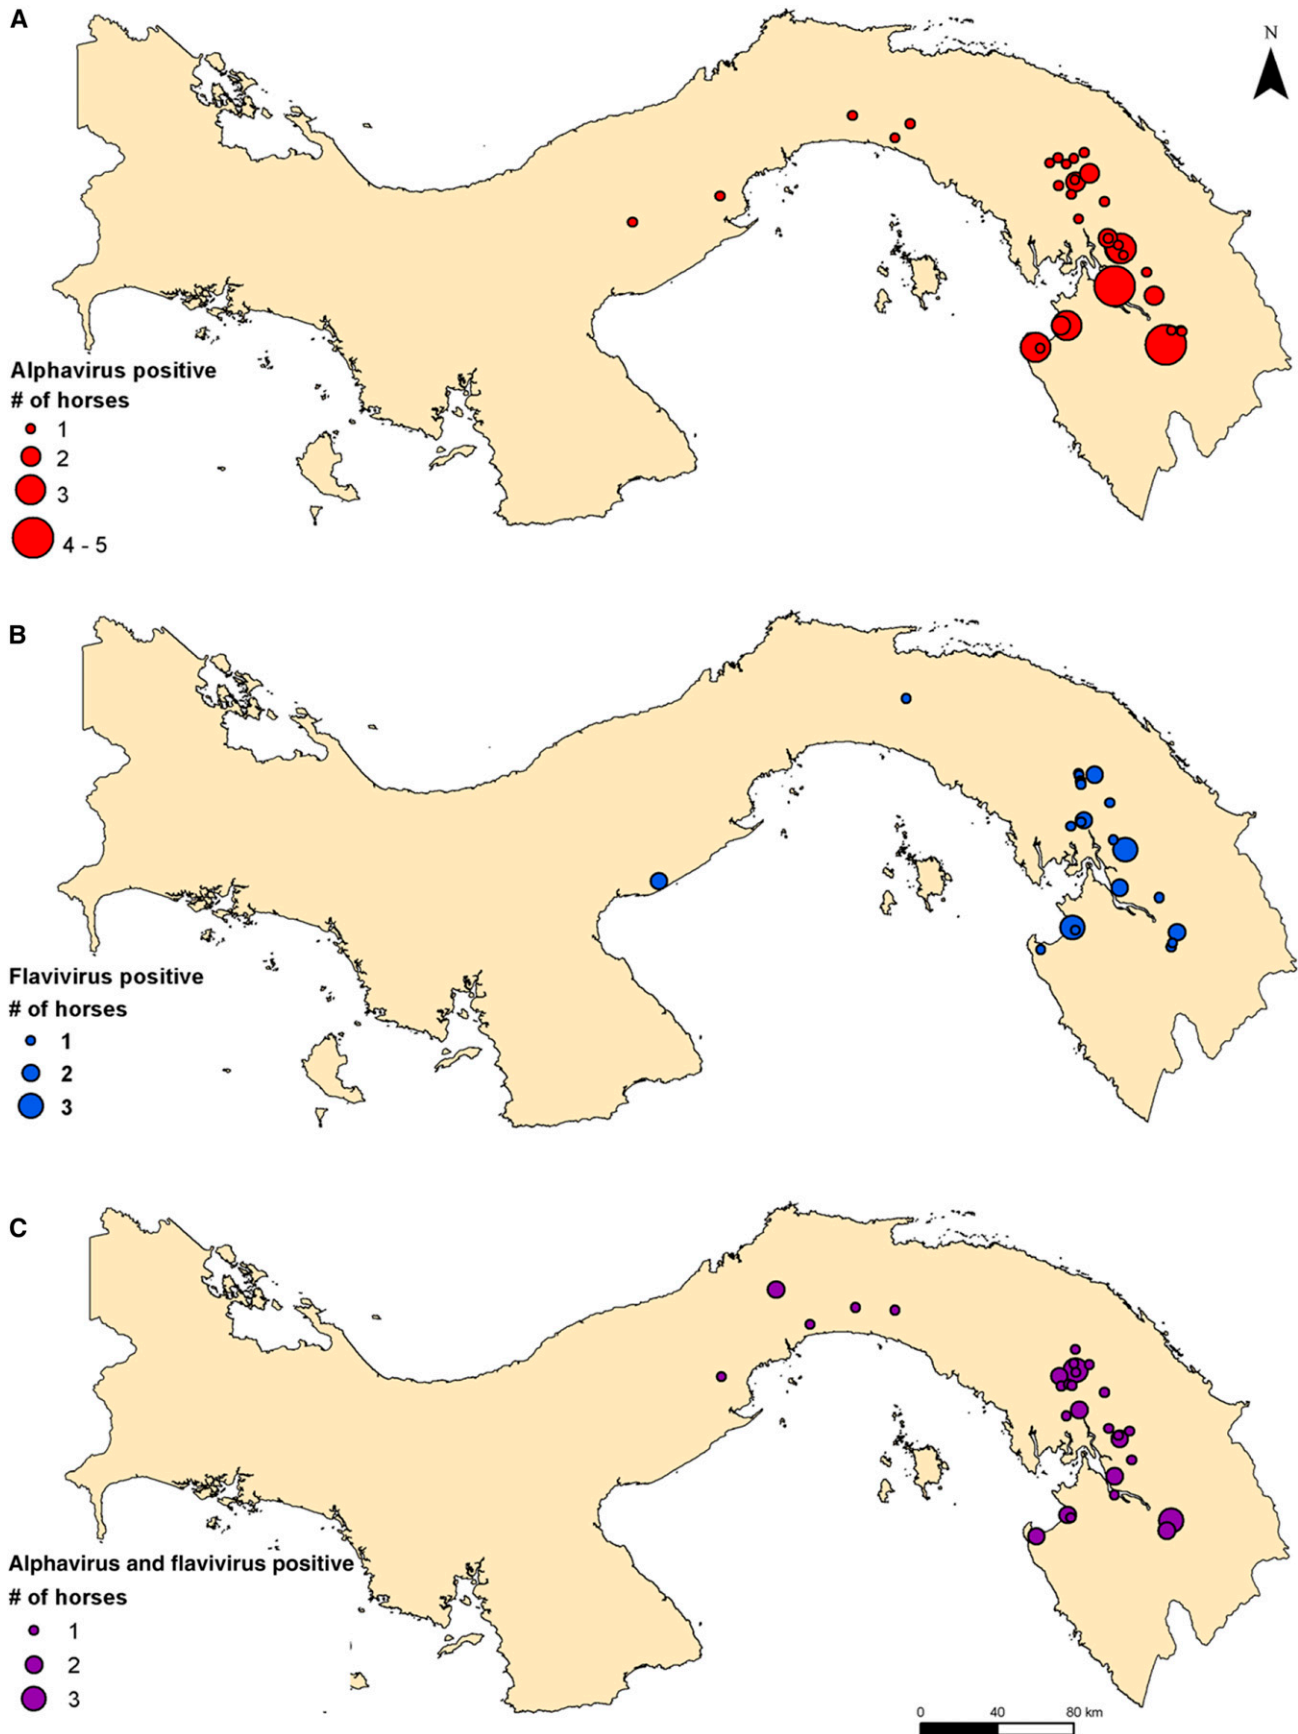 A
N
Alphavirus positive
# of horses
1
2
3
4 - 5
B
Flavivirus positive
# of horses
1
2
3
C
Alphavirus and flavivirus positive
# of horses
1
2
3
0 40 80 km